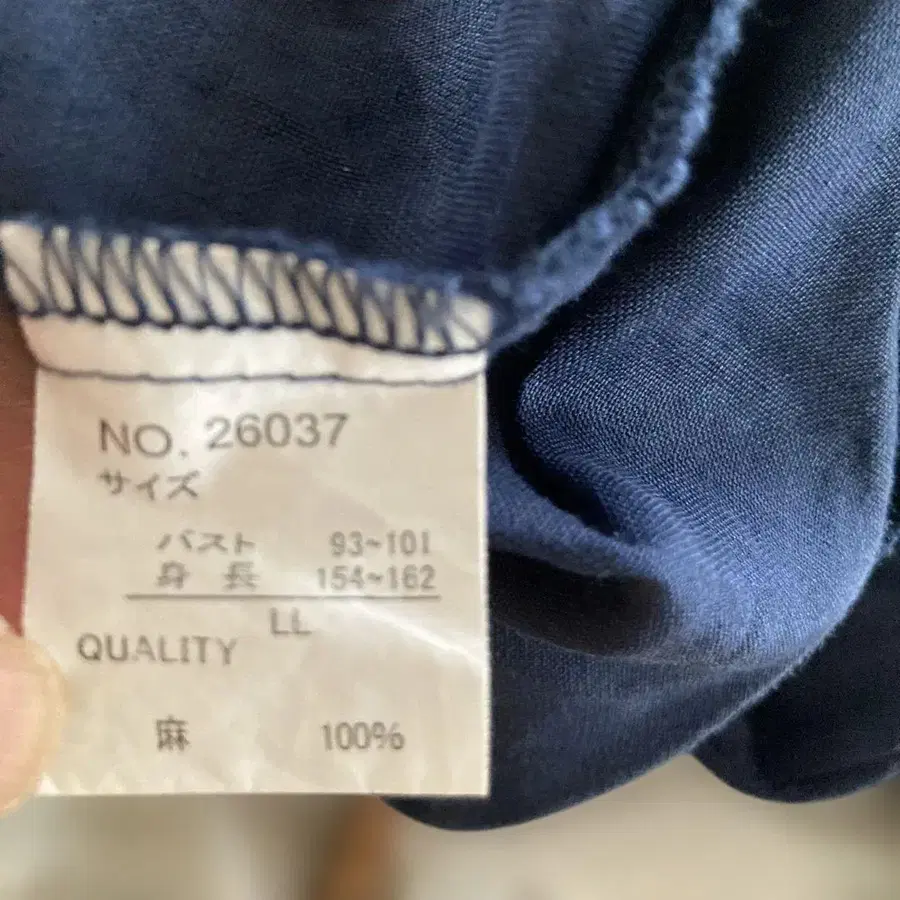 NO. 26037
サイズ
バスト 93~101
身長 154~162
LL
QUALITY
麻 100%